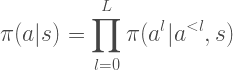 π(a|s) = ∏_{l=0}^{L} π(a^l|a^{<l}, s)